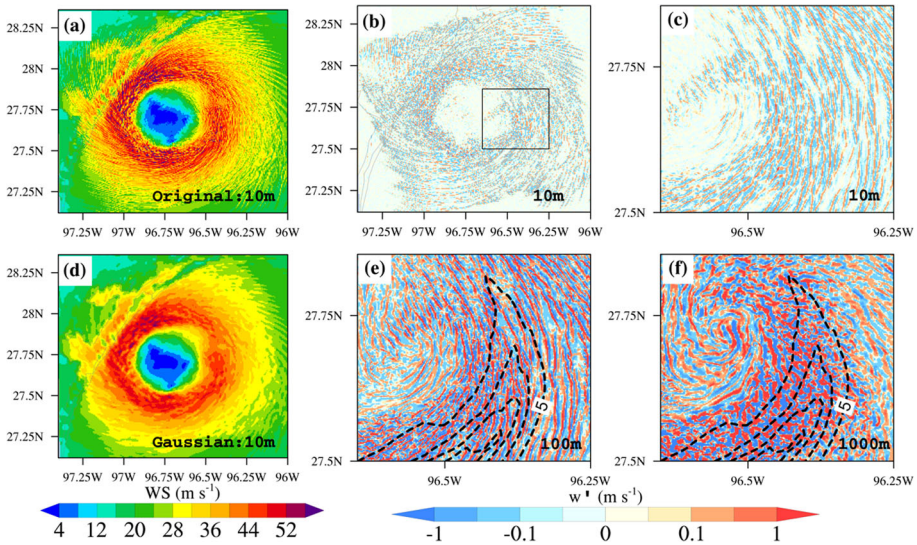 (a)
28.25N
28N
27.75N
27.5N
27.25N
Original:10m
97.25W 97W 96.75W 96.5W 96.25W 96W
(b)
28.25N
28N
27.75N
27.5N
27.25N
10m
97.25W 97W 96.75W 96.5W 96.25W 96W
(c)
27.75N
27.5N
10m
96.5W 96.25W
(d)
28.25N
28N
27.75N
27.5N
27.25N
Gaussian:10m
97.25W 97W 96.75W 96.5W 96.25W 96W
(e)
27.75N
27.5N
5
100m
96.5W 96.25W
(f)
27.75N
27.5N
5
1000m
96.5W 96.25W
WS (m s⁻¹)
4 12 20 28 36 44 52
w' (m s⁻¹)
-1 -0.1 0 0.1 1